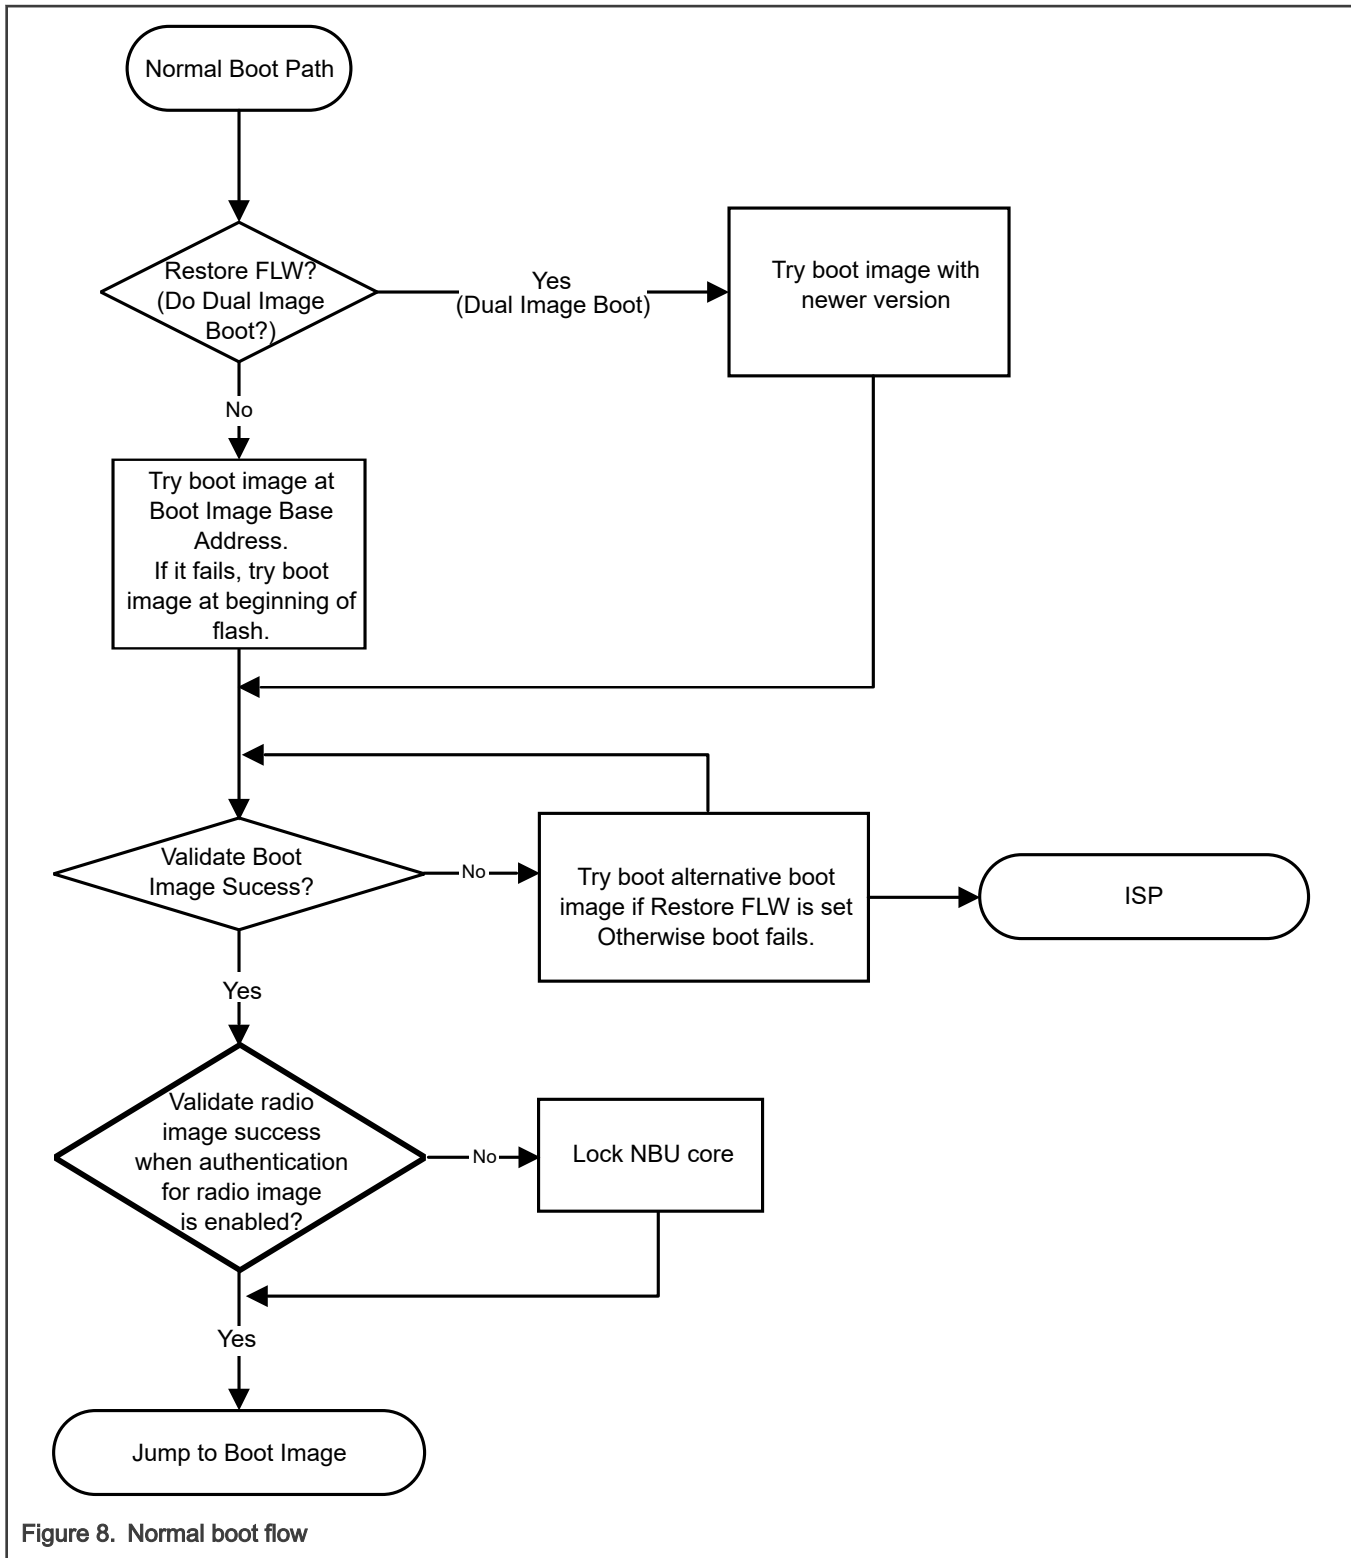 Normal Boot Path
Restore FLW?
(Do Dual Image
Boot?)
Yes
(Dual Image Boot)
Try boot image with
newer version
No
Try boot image at
Boot Image Base
Address.
If it fails, try boot
image at beginning of
flash.
Validate Boot
Image Sucess?
No
Try boot alternative boot
image if Restore FLW is set
Otherwise boot fails.
ISP
Yes
Validate radio
image success
when authentication
for radio image
is enabled?
No
Lock NBU core
Yes
Jump to Boot Image
Figure 8. Normal boot flow